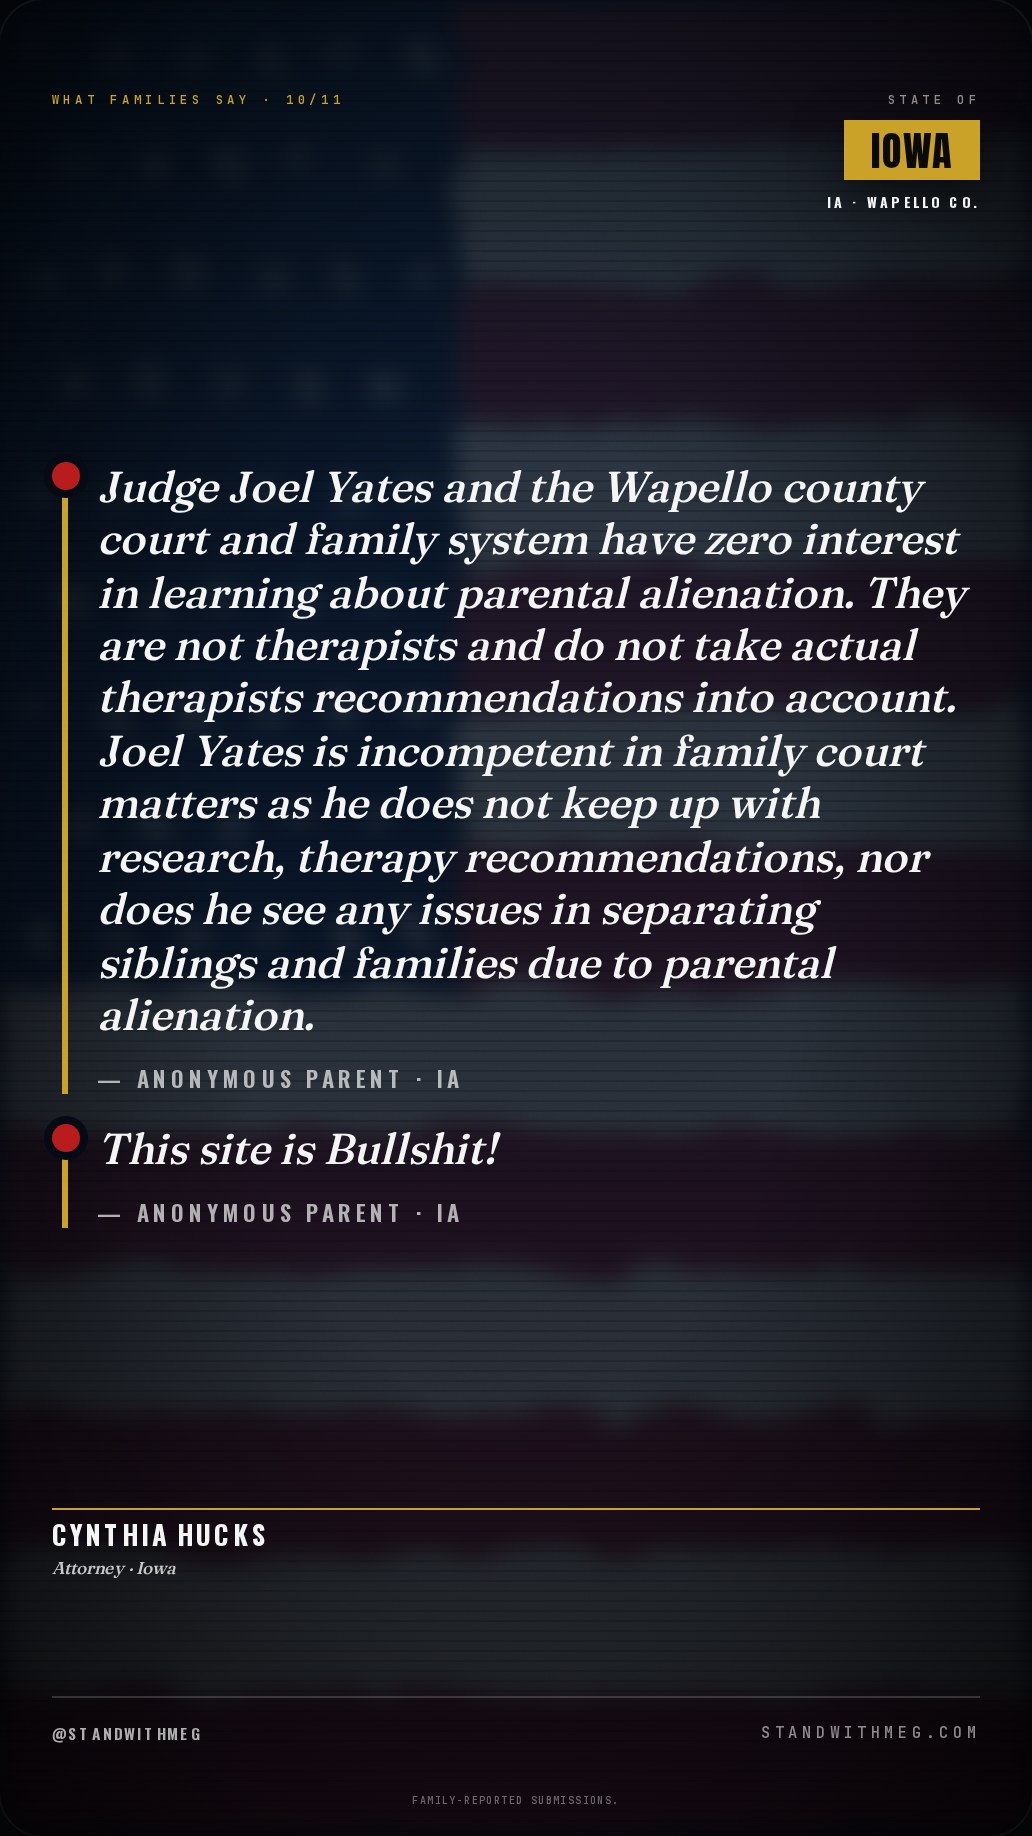 WHAT FAMILIES SAY · 10/11
STATE OF
IOWA
IA · WAPELLO CO.
Judge Joel Yates and the Wapello county
court and family system have zero interest
in learning about parental alienation. They
are not therapists and do not take actual
therapists recommendations into account.
Joel Yates is incompetent in family court
matters as he does not keep up with
research, therapy recommendations, nor
does he see any issues in separating
siblings and families due to parental
alienation.
— ANONYMOUS PARENT · IA
This site is Bullshit!
— ANONYMOUS PARENT · IA
CYNTHIA HUCKS
Attorney · Iowa
@STANDWITHMEG
STANDWITHMEG.COM
FAMILY-REPORTED SUBMISSIONS.